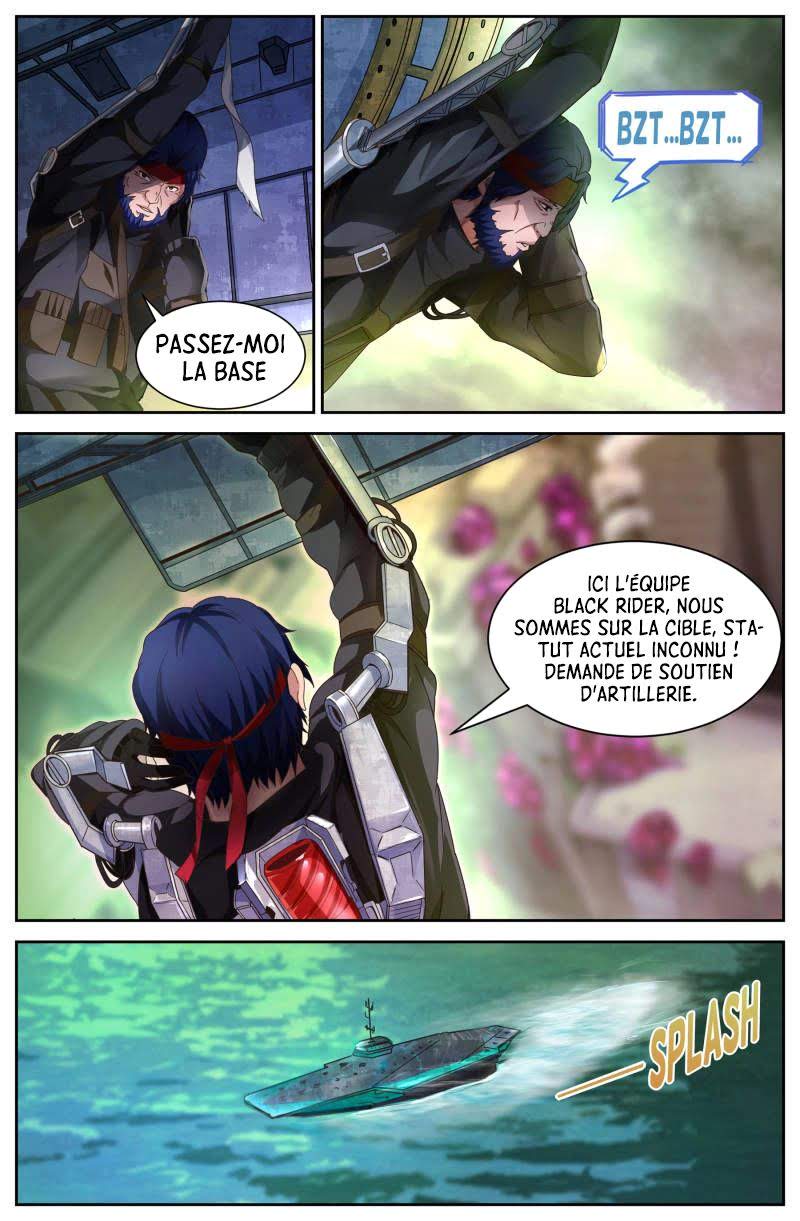 PASSEZ-MOI
LA BASE
BZT...BZT...
ICI L'ÉQUIPE
BLACK RIDER, NOUS
SOMMES SUR LA CIBLE, STA-
TUT ACTUEL INCONNU !
DEMANDE DE SOUTIEN
D'ARTILLERIE.
SPLASH